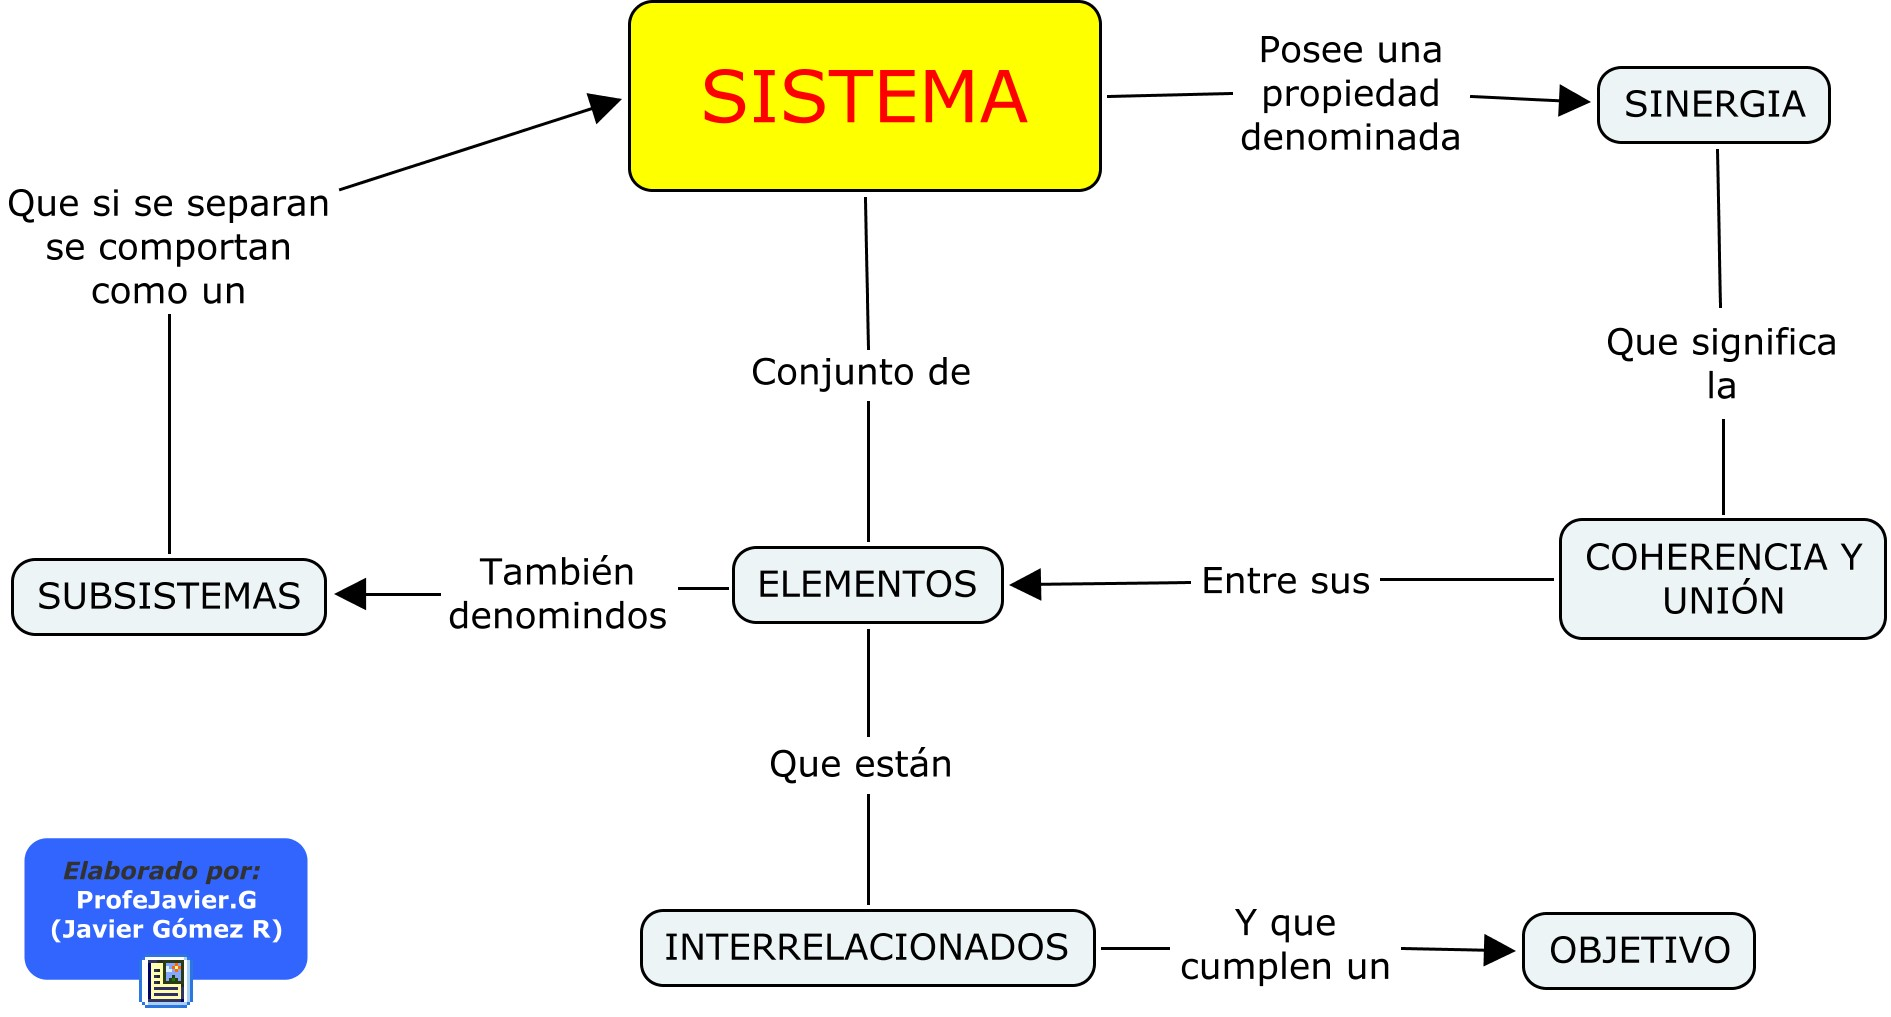 SISTEMA
Posee una
propiedad
denominada
SINERGIA
Que si se separan
se comportan
como un
Conjunto de
Que significa
la
SUBSISTEMAS
También
denomindos
ELEMENTOS
Entre sus
COHERENCIA Y
UNIÓN
Que están
INTERRELACIONADOS
Y que
cumplen un
OBJETIVO
Elaborado por:
ProfeJavier.G
(Javier Gómez R)